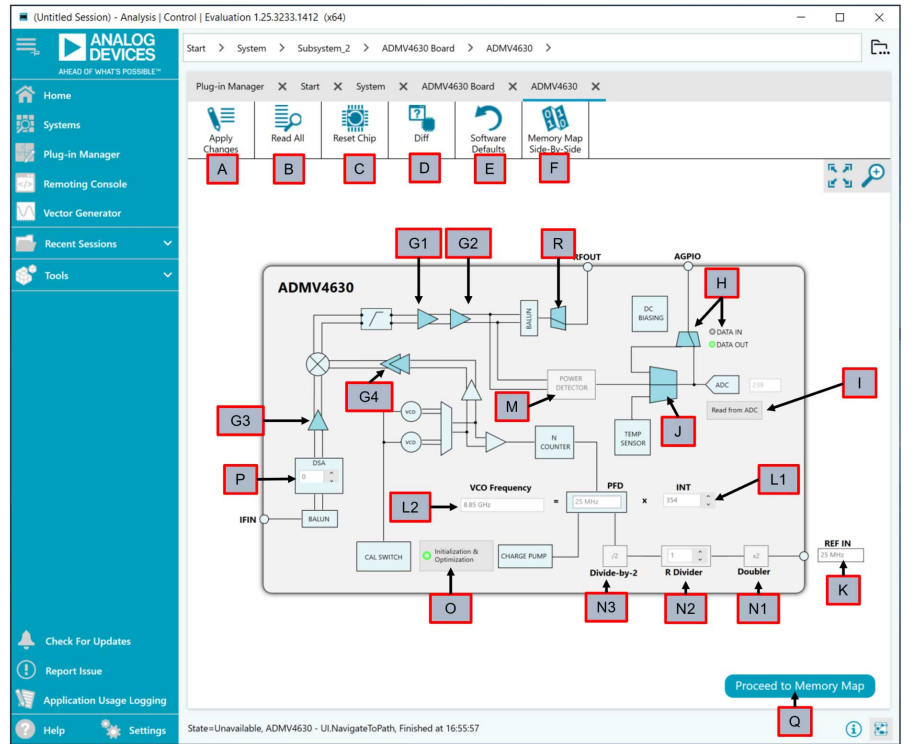 (Untitled Session) - Analysis | Control | Evaluation 1.25.3233.1412 (x64)
ANALOG
DEVICES
AHEAD OF WHAT'S POSSIBLE™
Start > System > Subsystem_2 > ADMV4630 Board > ADMV4630 >
Home
Systems
Plug-in Manager
Remoting Console
Vector Generator
Recent Sessions
Tools
Check For Updates
Report Issue
Application Usage Logging
Help Settings
Plug-in Manager X Start X System X ADMV4630 Board X ADMV4630 X
Apply
Changes
Read All
Reset Chip
Diff
Software
Defaults
Memory Map
Side-By-Side
A B C D E F
G1 G2 R RFOUT AGPIO
ADMV4630
H
DC
BIASING
DATA IN
DATA OUT
BALUN
G4
POWER
DETECTOR
M
ADC 239
I
Read from ADC
J
G3
VCO
VCO
TEMP
SENSOR
N
COUNTER
P
DSA
0
L2
VCO Frequency
8.85 GHz
=
PFD
25 MHz
x
INT
354
L1
IFIN
BALUN
CAL SWITCH
Initialization &
Optimization
CHARGE PUMP
/2
Divide-by-2
1
R Divider
x2
Doubler
REF IN
25 MHz
K
O N3 N2 N1
Proceed to Memory Map
Q
State=Unavailable, ADMV4630 - UI.NavigateToPath, Finished at 16:55:57